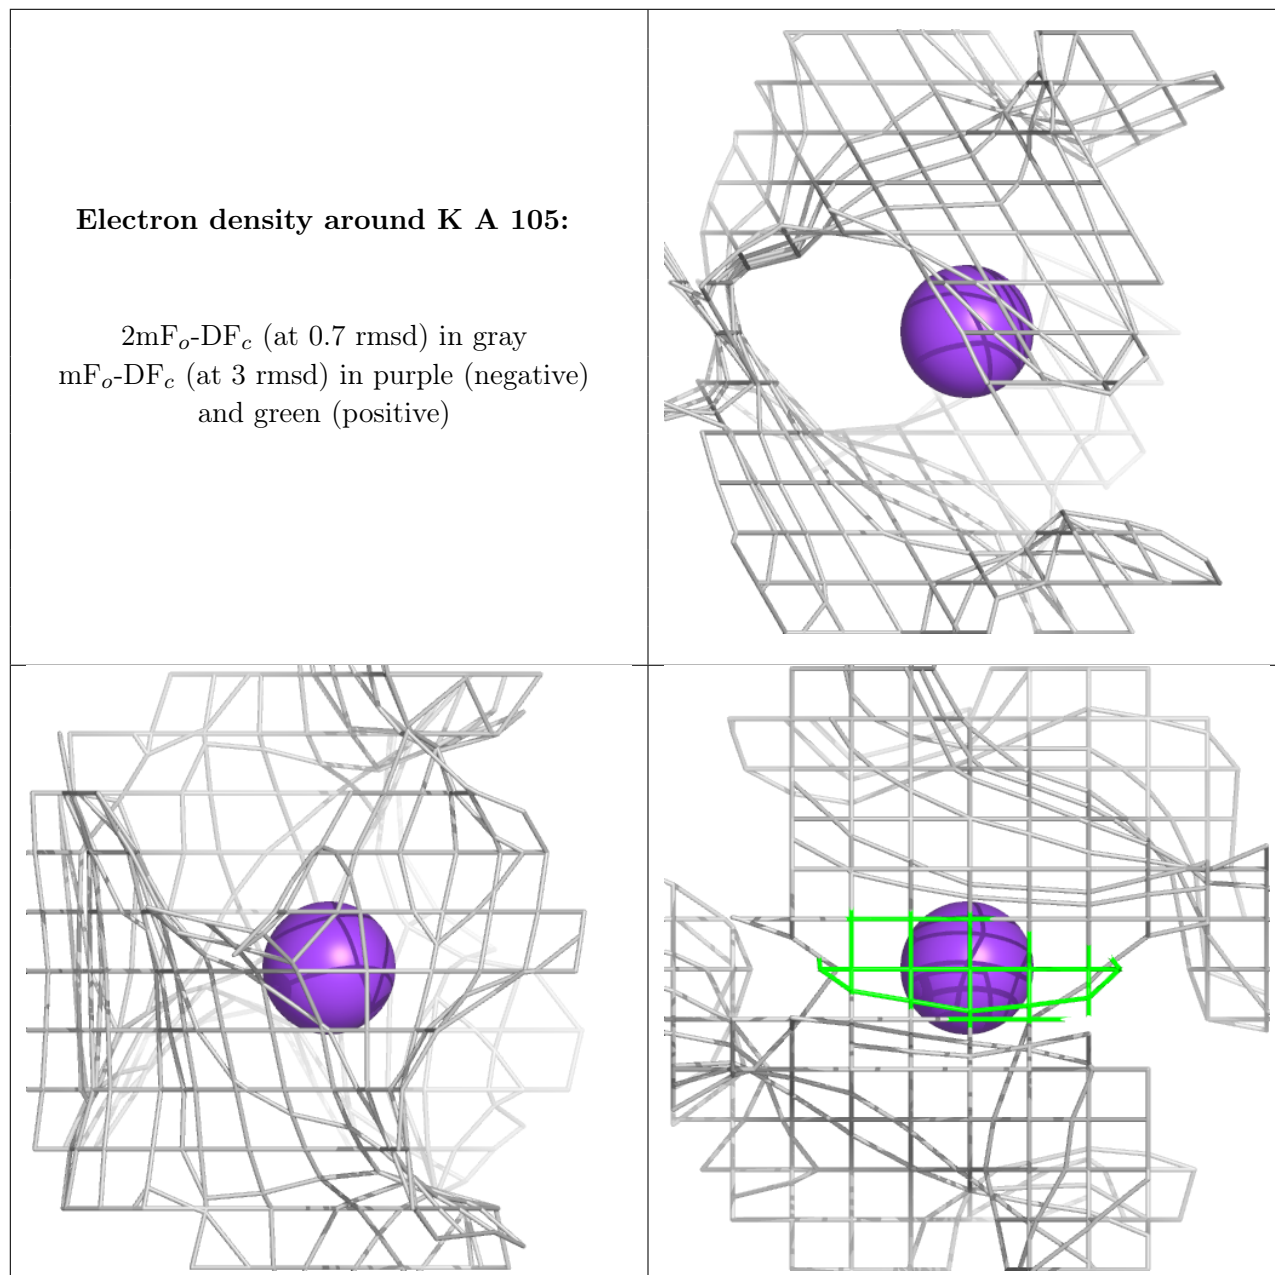 Electron density around K A 105:
2mFₒ-DF𝒸 (at 0.7 rmsd) in gray
mFₒ-DF𝒸 (at 3 rmsd) in purple (negative)
and green (positive)